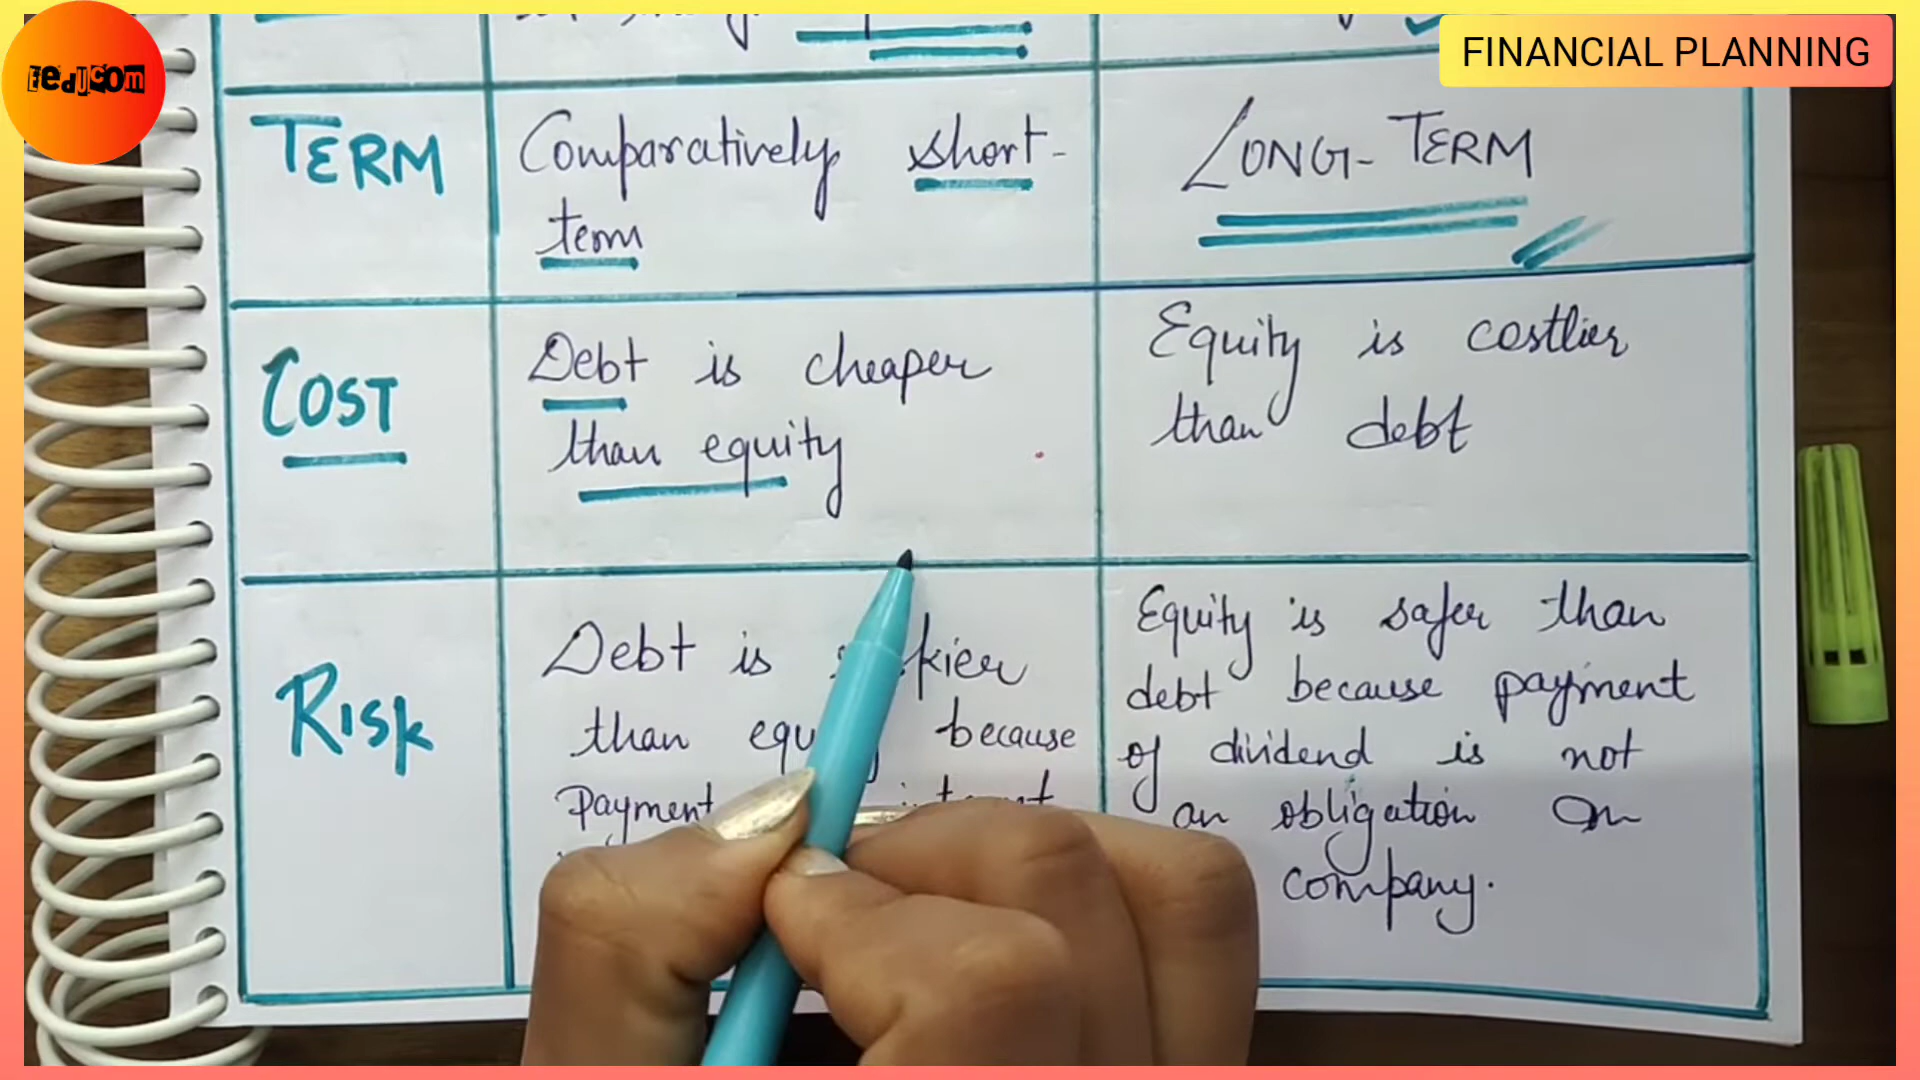 Eeducom
FINANCIAL PLANNING
TERM
Comparatively short-
term
LONG-TERM
COST
Debt is cheaper
than equity
Equity is costlier
than debt
RISK
Debt is
than because
Payment
Equity is safer than
debt because payment
of dividend is not
an obligation on
company.